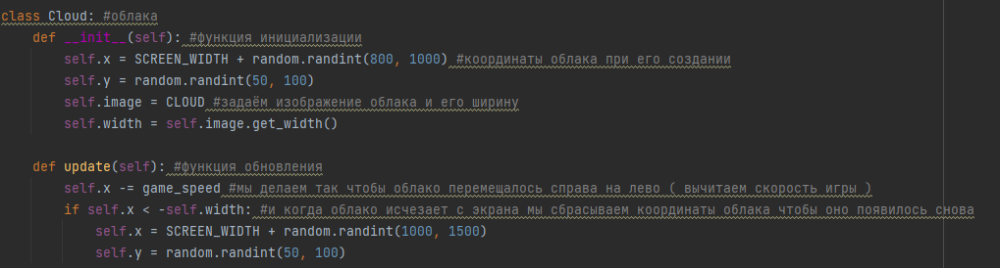 class Cloud: #облака
def __init__(self): #функция инициализации
self.x = SCREEN_WIDTH + random.randint(800, 1000) #координаты облака при его создании
self.y = random.randint(50, 100)
self.image = CLOUD #задаём изображение облака и его ширину
self.width = self.image.get_width()
def update(self): #функция обновления
self.x -= game_speed #мы делаем так чтобы облако перемещалось справа на лево ( вычитаем скорость игры )
if self.x < -self.width: #и когда облако исчезает с экрана мы сбрасываем координаты облака чтобы оно появилось снова
self.x = SCREEN_WIDTH + random.randint(1000, 1500)
self.y = random.randint(50, 100)